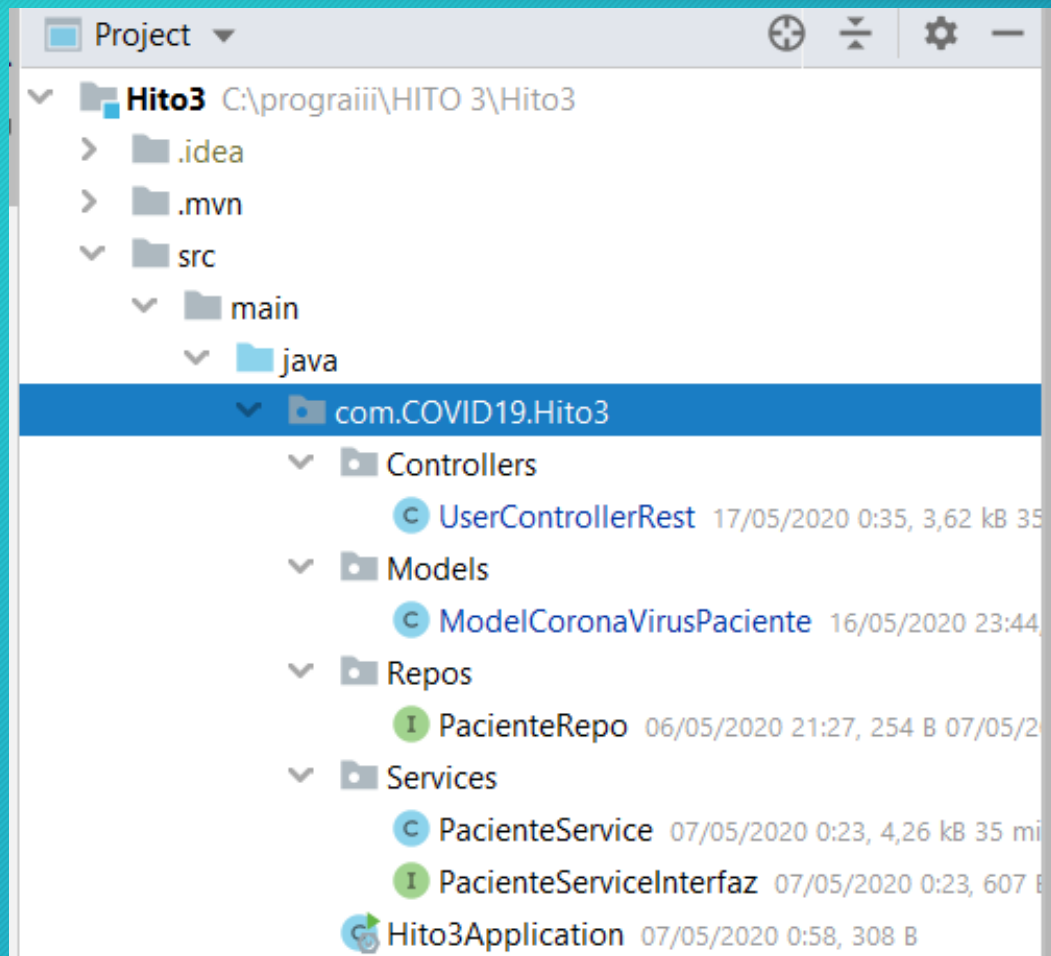 Project
Hito3 C:\prograiii\HITO 3\Hito3
.idea
.mvn
src
main
java
com.COVID19.Hito3
Controllers
UserControllerRest 17/05/2020 0:35, 3,62 kB 35
Models
ModelCoronaVirusPaciente 16/05/2020 23:44,
Repos
PacienteRepo 06/05/2020 21:27, 254 B 07/05/2
Services
PacienteService 07/05/2020 0:23, 4,26 kB 35 mi
PacienteServiceInterfaz 07/05/2020 0:23, 607
Hito3Application 07/05/2020 0:58, 308 B